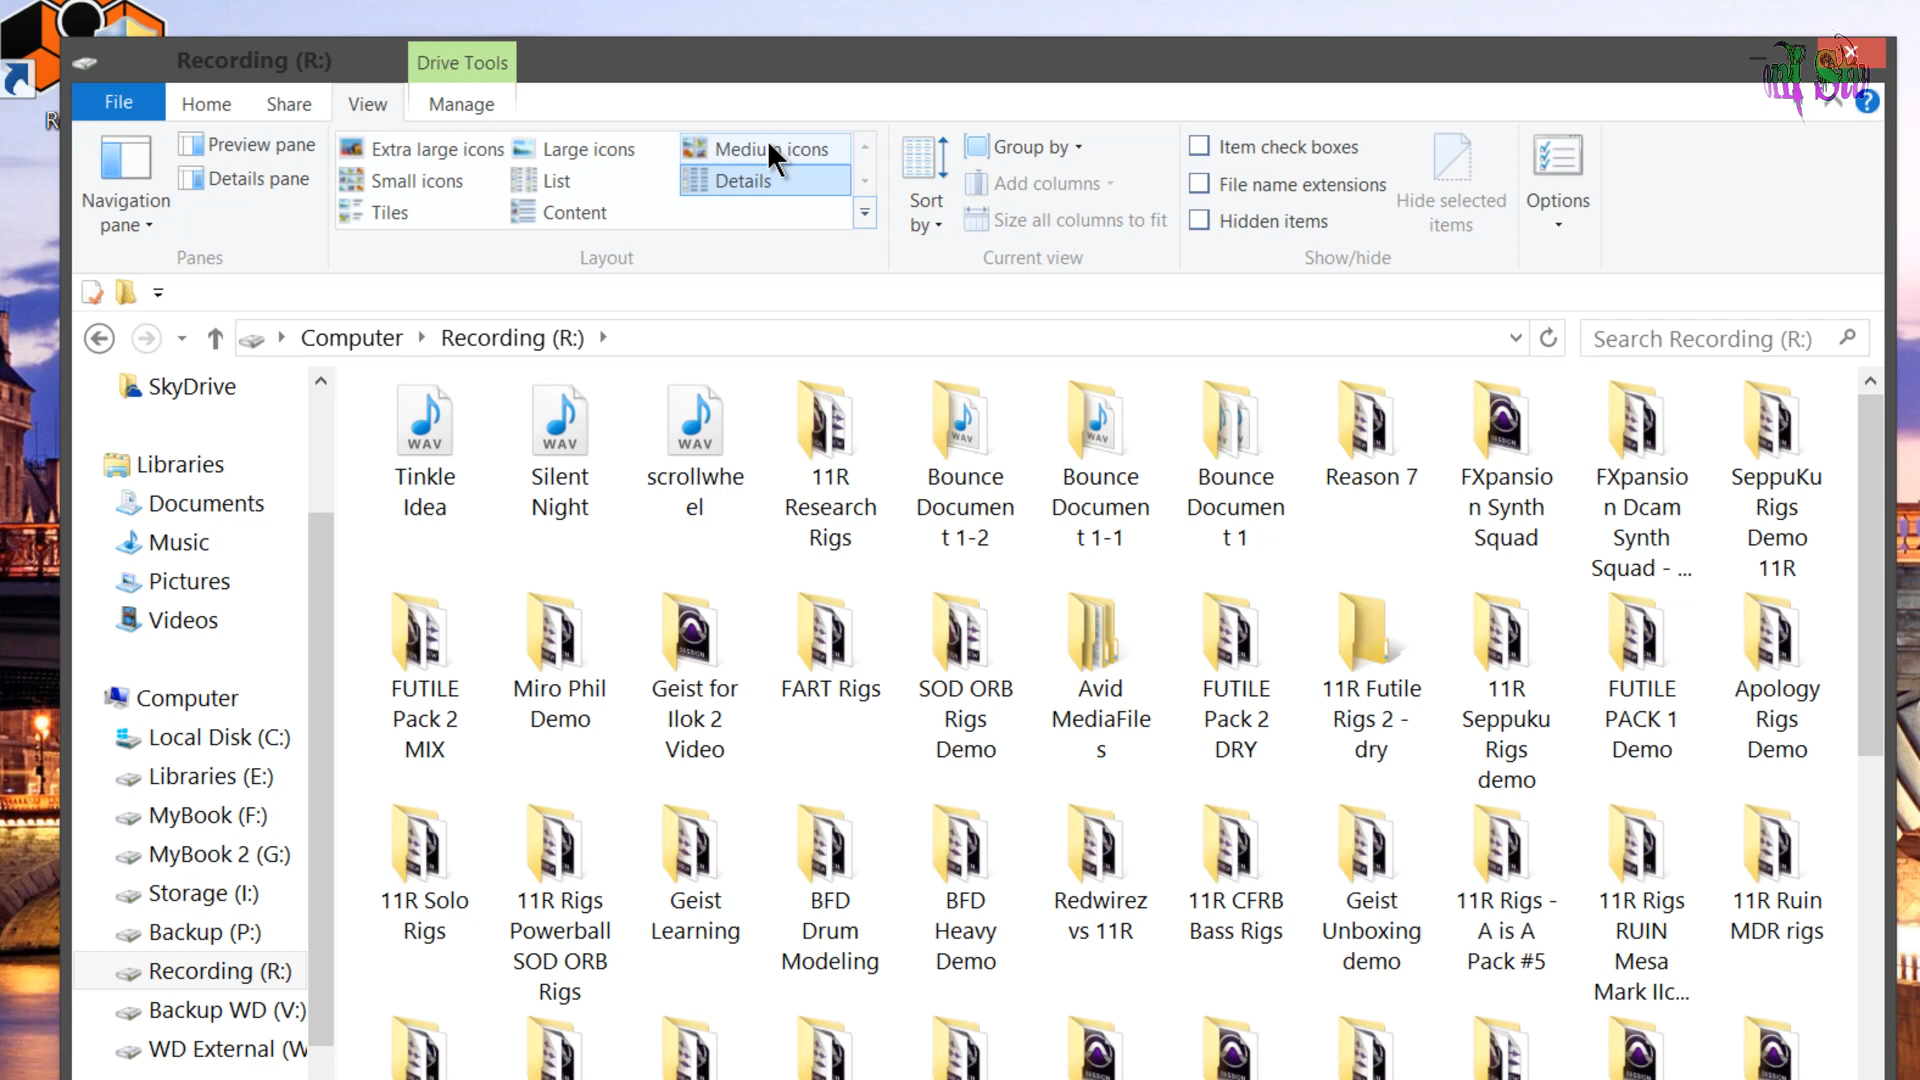 Recording (R:)
Drive Tools
File
Home
Share
View
Manage
?
Navigation
pane
Preview pane
Details pane
Panes
Extra large icons
Large icons
Medium icons
Small icons
List
Details
Tiles
Content
Layout
Sort
by
Group by
Add columns
Size all columns to fit
Current view
Item check boxes
File name extensions
Hidden items
Hide selected
items
Show/hide
Options
Computer
Recording (R:)
Search Recording (R:)
SkyDrive
Libraries
Documents
Music
Pictures
Videos
Computer
Local Disk (C:)
Libraries (E:)
MyBook (F:)
MyBook 2 (G:)
Storage (I:)
Backup (P:)
Recording (R:)
Backup WD (V:)
WD External (W
WAV
Tinkle
Idea
WAV
Silent
Night
WAV
scrollwhe
el
11R
Research
Rigs
WAV
Bounce
Documen
t 1-2
WAV
Bounce
Documen
t 1-1
Bounce
Documen
t 1
Reason 7
SESSION
FXpansio
n Synth
Squad
FXpansio
n Dcam
Synth
Squad - ...
SeppuKu
Rigs
Demo
11R
FUTILE
Pack 2
MIX
Miro Phil
Demo
SESSION
Geist for
Ilok 2
Video
FART Rigs
SOD ORB
Rigs
Demo
Avid
MediaFile
s
FUTILE
Pack 2
DRY
11R Futile
Rigs 2 -
dry
11R
Seppuku
Rigs
demo
FUTILE
PACK 1
Demo
Apology
Rigs
Demo
11R Solo
Rigs
11R Rigs
Powerball
SOD ORB
Rigs
Geist
Learning
BFD
Drum
Modeling
BFD
Heavy
Demo
Redwirez
vs 11R
11R CFRB
Bass Rigs
Geist
Unboxing
demo
11R Rigs -
A is A
Pack #5
11R Rigs
RUIN
Mesa
Mark IIc...
11R Ruin
MDR rigs